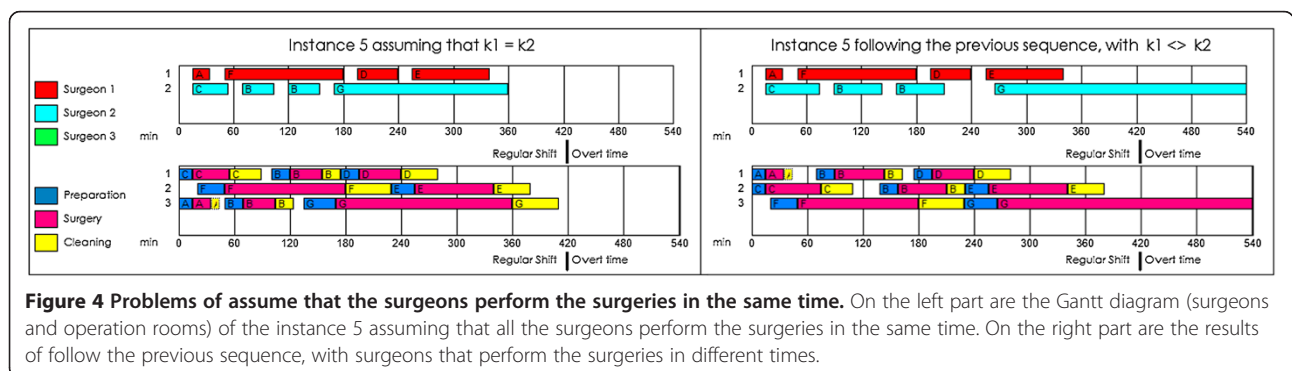 Instance 5 assuming that k1 = k2
Surgeon 1
Surgeon 2
Surgeon 3
1 A F D E
2 C B B G
min 0 60 120 180 240 300 360 420 480 540
Regular Shift Overt time
Preparation
Surgery
Cleaning
1 C C C B B B D D D
2 F F F E E E
3 A A B B B G G G
min 0 60 120 180 240 300 360 420 480 540
Regular Shift Overt time
Instance 5 following the previous sequence, with k1 <> k2
1 A F D E
2 C B B G
min 0 60 120 180 240 300 360 420 480 540
Regular Shift Overt time
1 A A B B B D D D
2 C C C B B B E E E
3 F F F G G
min 0 60 120 180 240 300 360 420 480 540
Regular Shift Overt time
Figure 4 Problems of assume that the surgeons perform the surgeries in the same time. On the left part are the Gantt diagram (surgeons
and operation rooms) of the instance 5 assuming that all the surgeons perform the surgeries in the same time. On the right part are the results
of follow the previous sequence, with surgeons that perform the surgeries in different times.